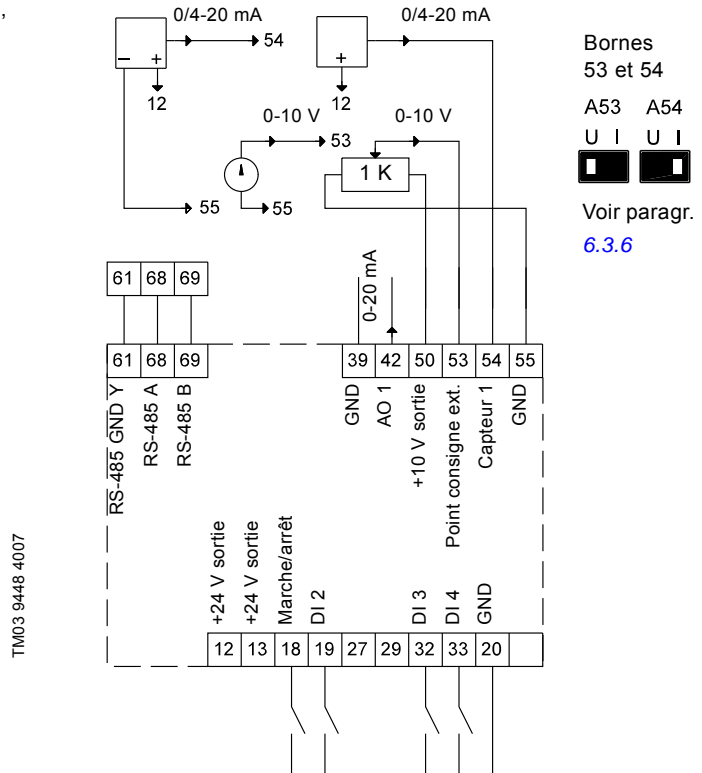 ,
0/4-20 mA
0/4-20 mA
54
- +
+
12
12
0-10 V
0-10 V
53
1 K
55
55
Bornes
53 et 54
A53 A54
U I U I
Voir paragr.
6.3.6
61 68 69
0-20 mA
61 68 69
39 42 50 53 54 55
RS-485 GND Y
RS-485 A
RS-485 B
GND
AO 1
+10 V sortie
Point consigne ext.
Capteur 1
GND
+24 V sortie
+24 V sortie
Marche/arrêt
DI 2
DI 3
DI 4
GND
12 13 18 19 27 29 32 33 20
TM03 9448 4007